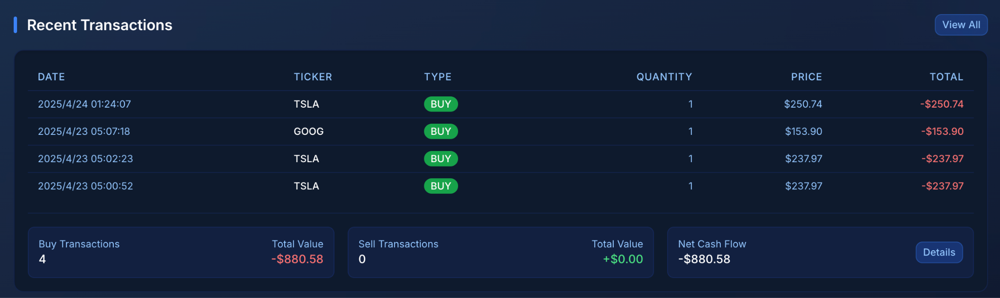 Recent Transactions
View All
DATE TICKER TYPE QUANTITY PRICE TOTAL
2025/4/24 01:24:07 TSLA BUY 1 $250.74 -$250.74
2025/4/23 05:07:18 GOOG BUY 1 $153.90 -$153.90
2025/4/23 05:02:23 TSLA BUY 1 $237.97 -$237.97
2025/4/23 05:00:52 TSLA BUY 1 $237.97 -$237.97
Buy Transactions Total Value
4 -$880.58
Sell Transactions Total Value
0 +$0.00
Net Cash Flow
-$880.58
Details